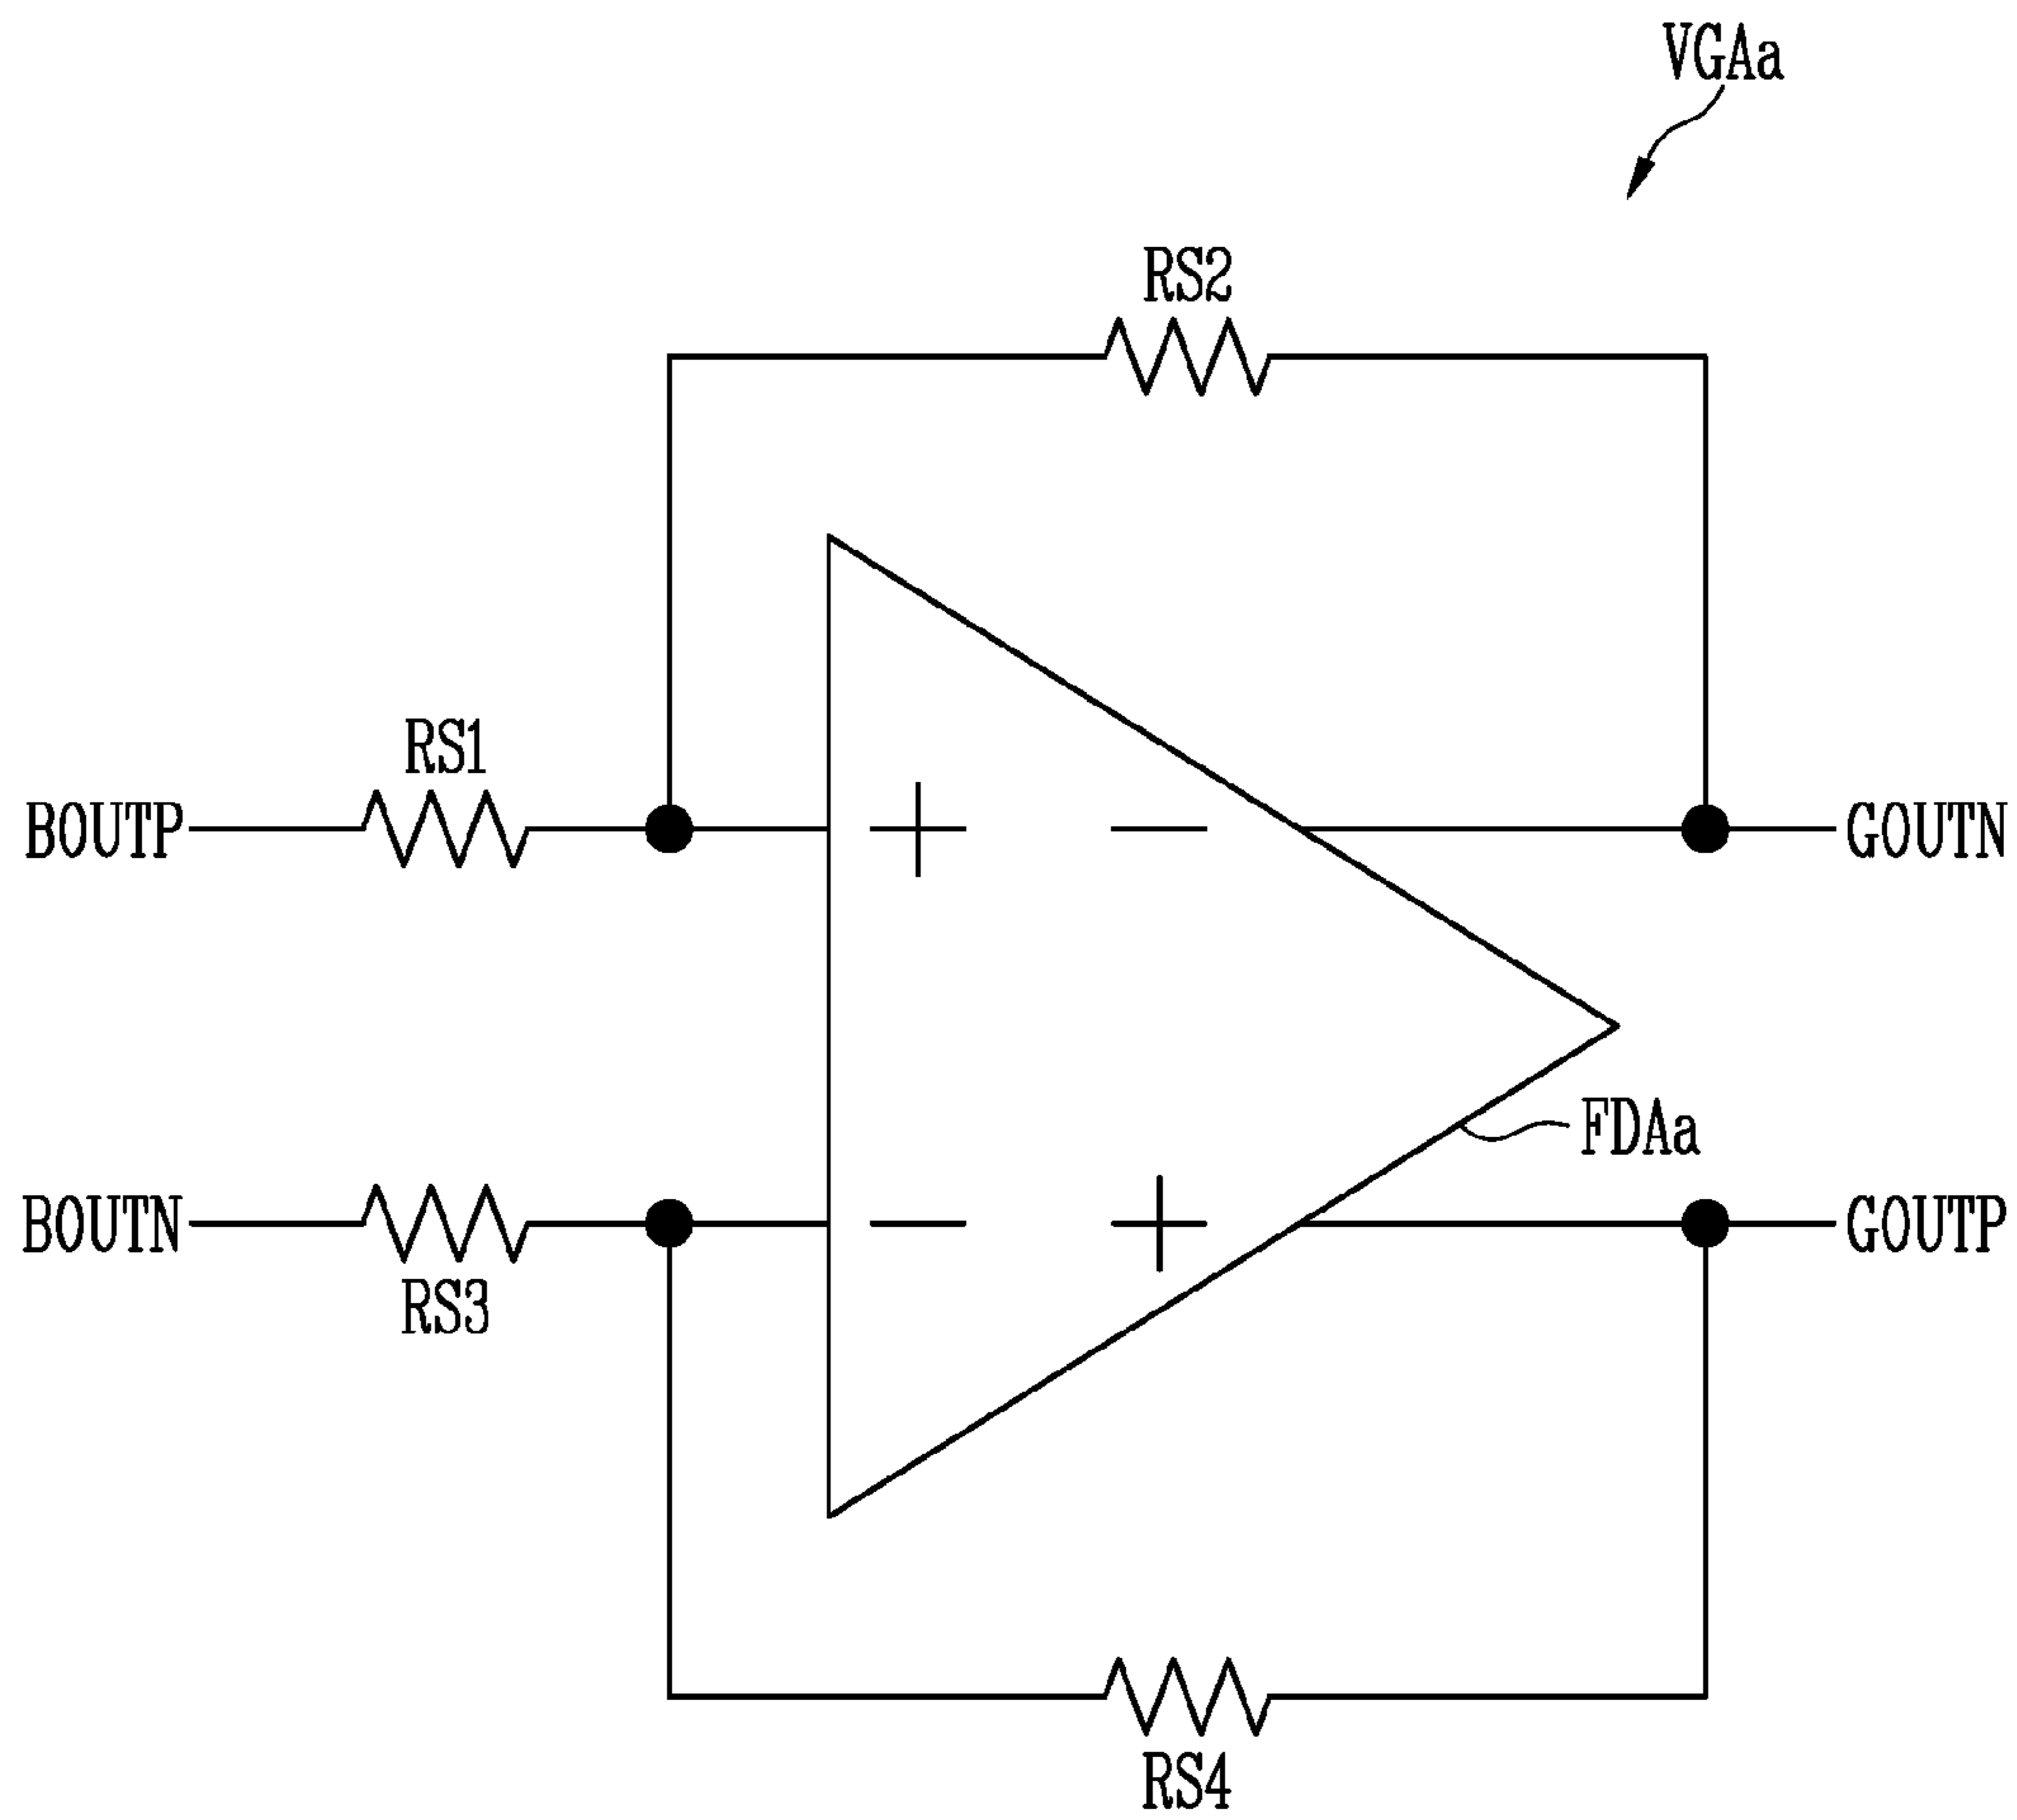 VGAa
RS2
RS1
BOUTP
+
−
GOUTN
FDAa
BOUTN
−
+
GOUTP
RS3
RS4